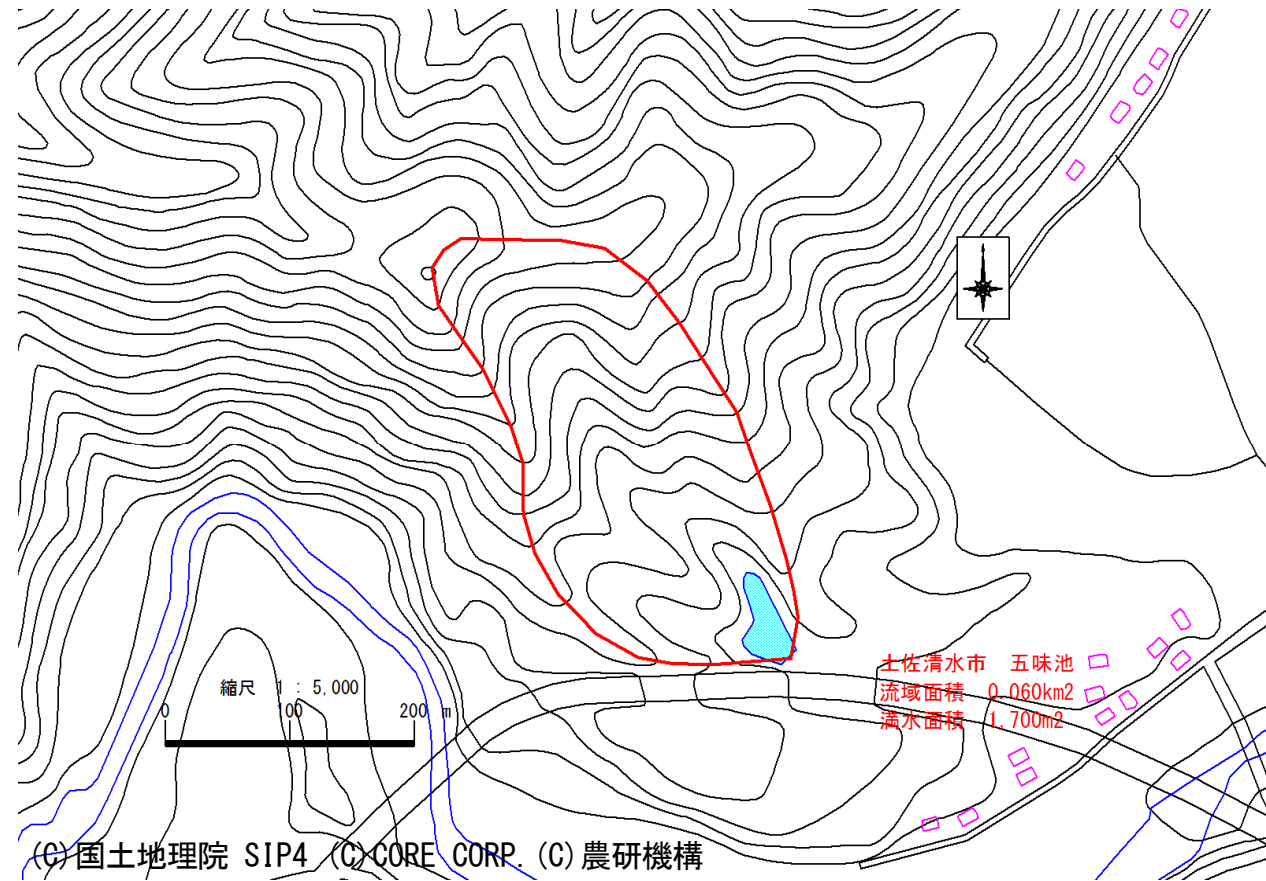 土佐清水市 五味池
流域面積 0.060km2
満水面積 1,700m2
縮尺 1 : 5,000
0 100 200 m
(C)国土地理院 SIP4 (C)CORE CORP. (C)農研機構